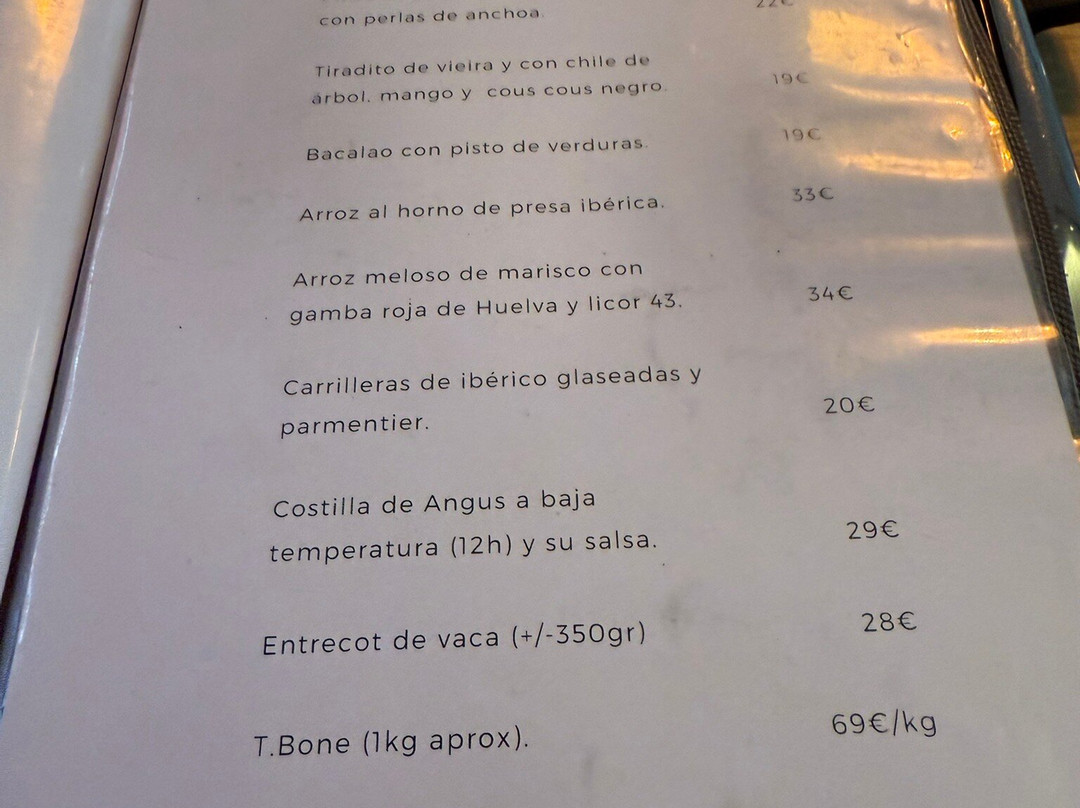 con perlas de anchoa.
22€
Tiradito de vieira y con chile de
árbol, mango y cous cous negro.
19€
Bacalao con pisto de verduras.
19€
Arroz al horno de presa ibérica.
33€
Arroz meloso de marisco con
gamba roja de Huelva y licor 43.
34€
Carrilleras de ibérico glaseadas y
parmentier.
20€
Costilla de Angus a baja
temperatura (12h) y su salsa.
29€
Entrecot de vaca (+/-350gr)
28€
T.Bone (1kg aprox).
69€/kg